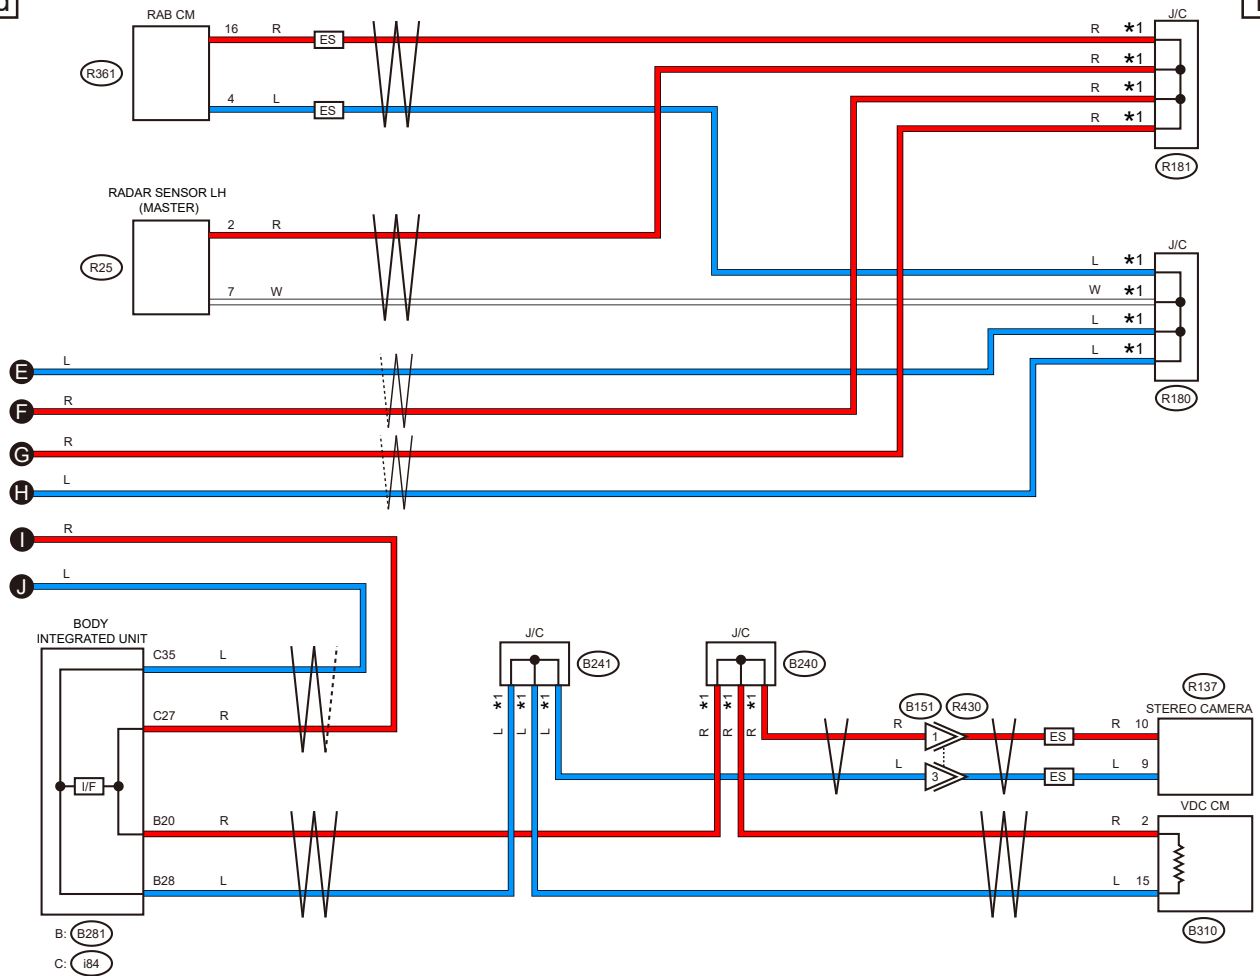 RAB CM
J/C
16 R ES R *1
R *1
R361
R *1
4 L ES
R *1
R181
RADAR SENSOR LH
(MASTER)
2 R
J/C
R25
L *1
7 W W *1
L *1
E L
L *1
F R
R180
G R
H L
I R
J L
BODY
INTEGRATED UNIT
J/C
J/C
C35 L
B241
B240
R137
STEREO CAMERA
*1 *1 *1
L L L
*1 *1 *1
R R R
B151 R430
C27 R
R 1 ES R 10
L 3 ES L 9
I/F
VDC CM
B20 R
R 2
B28 L
L 15
B: B281
B310
C: i84